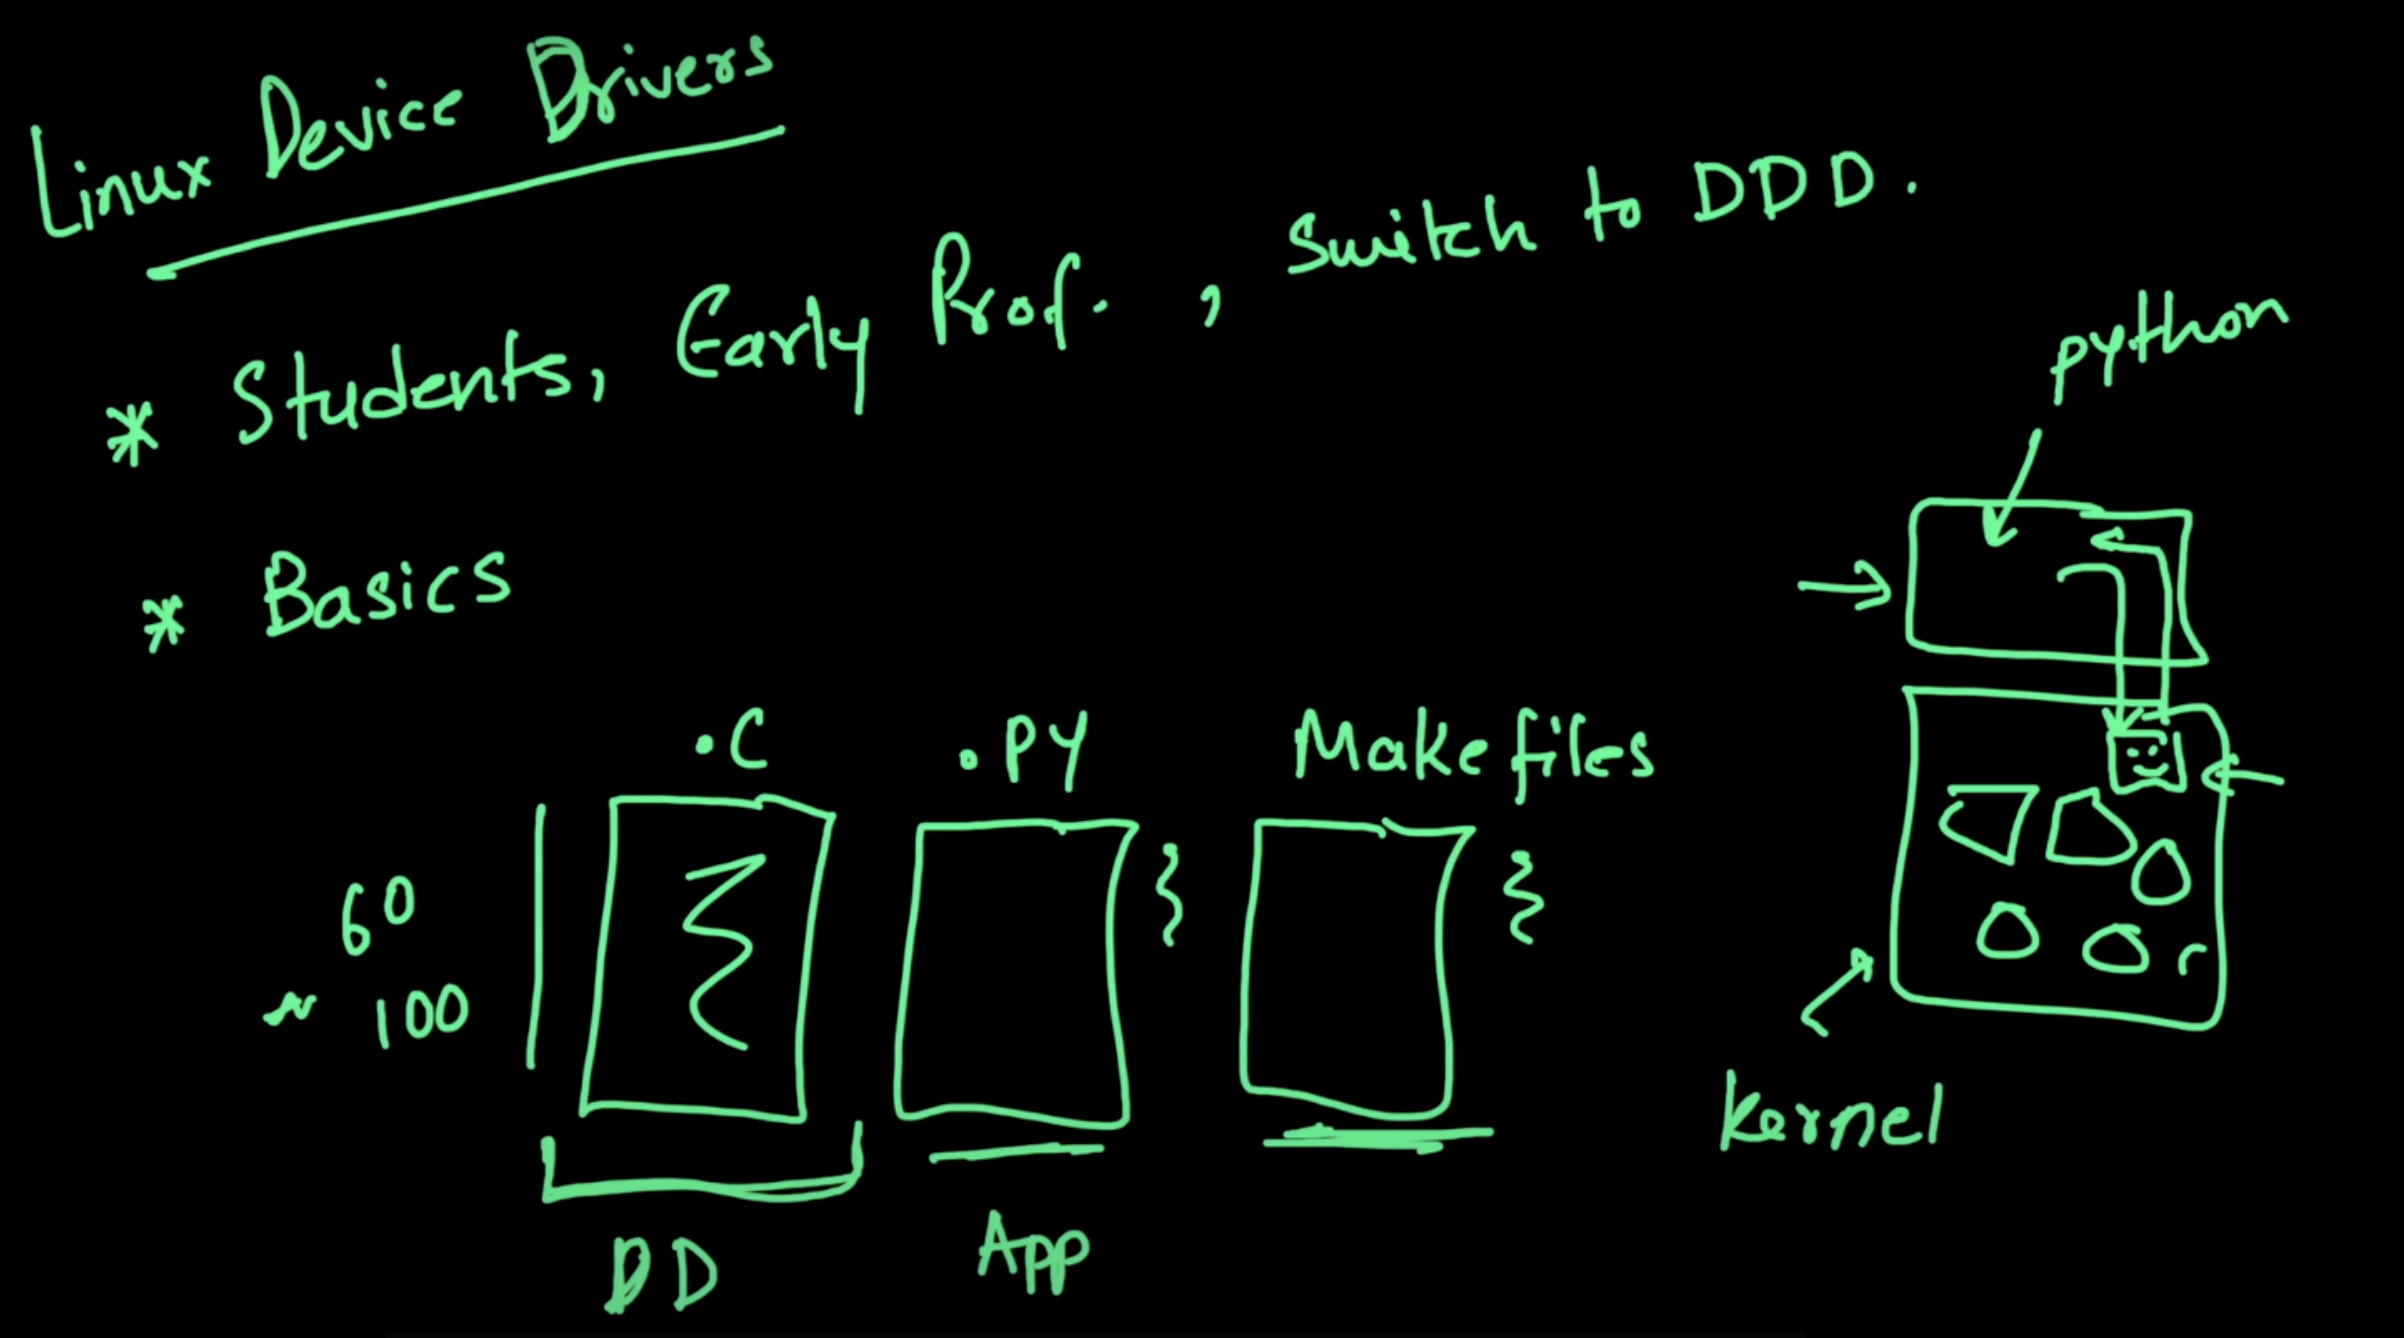 Linux Device Drivers
* Students, Early Prof. , Switch to DDD.
python
* Basics
.C .PY Makefiles
60
~ 100
kernel
DD App